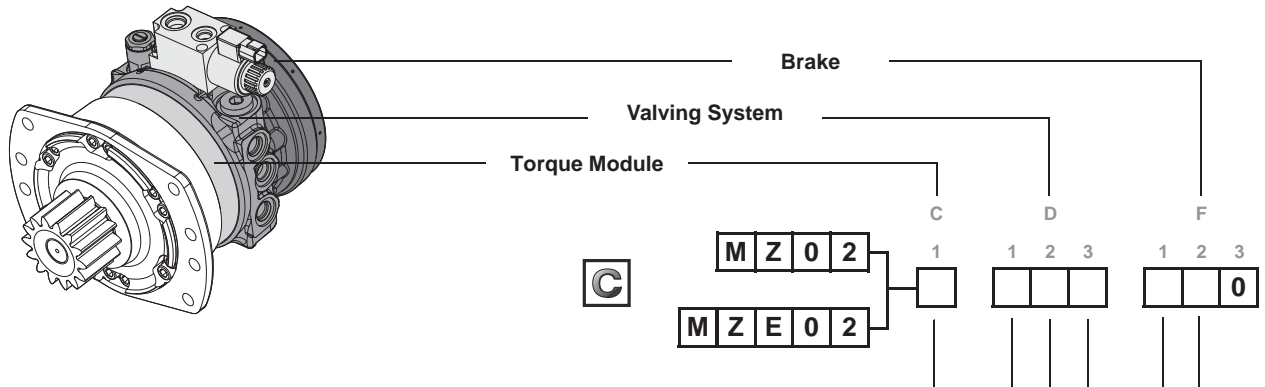 Brake
Valving System
Torque Module
C D F
M Z 0 2 1 1 2 3 1 2 3
C 0
M Z E 0 2